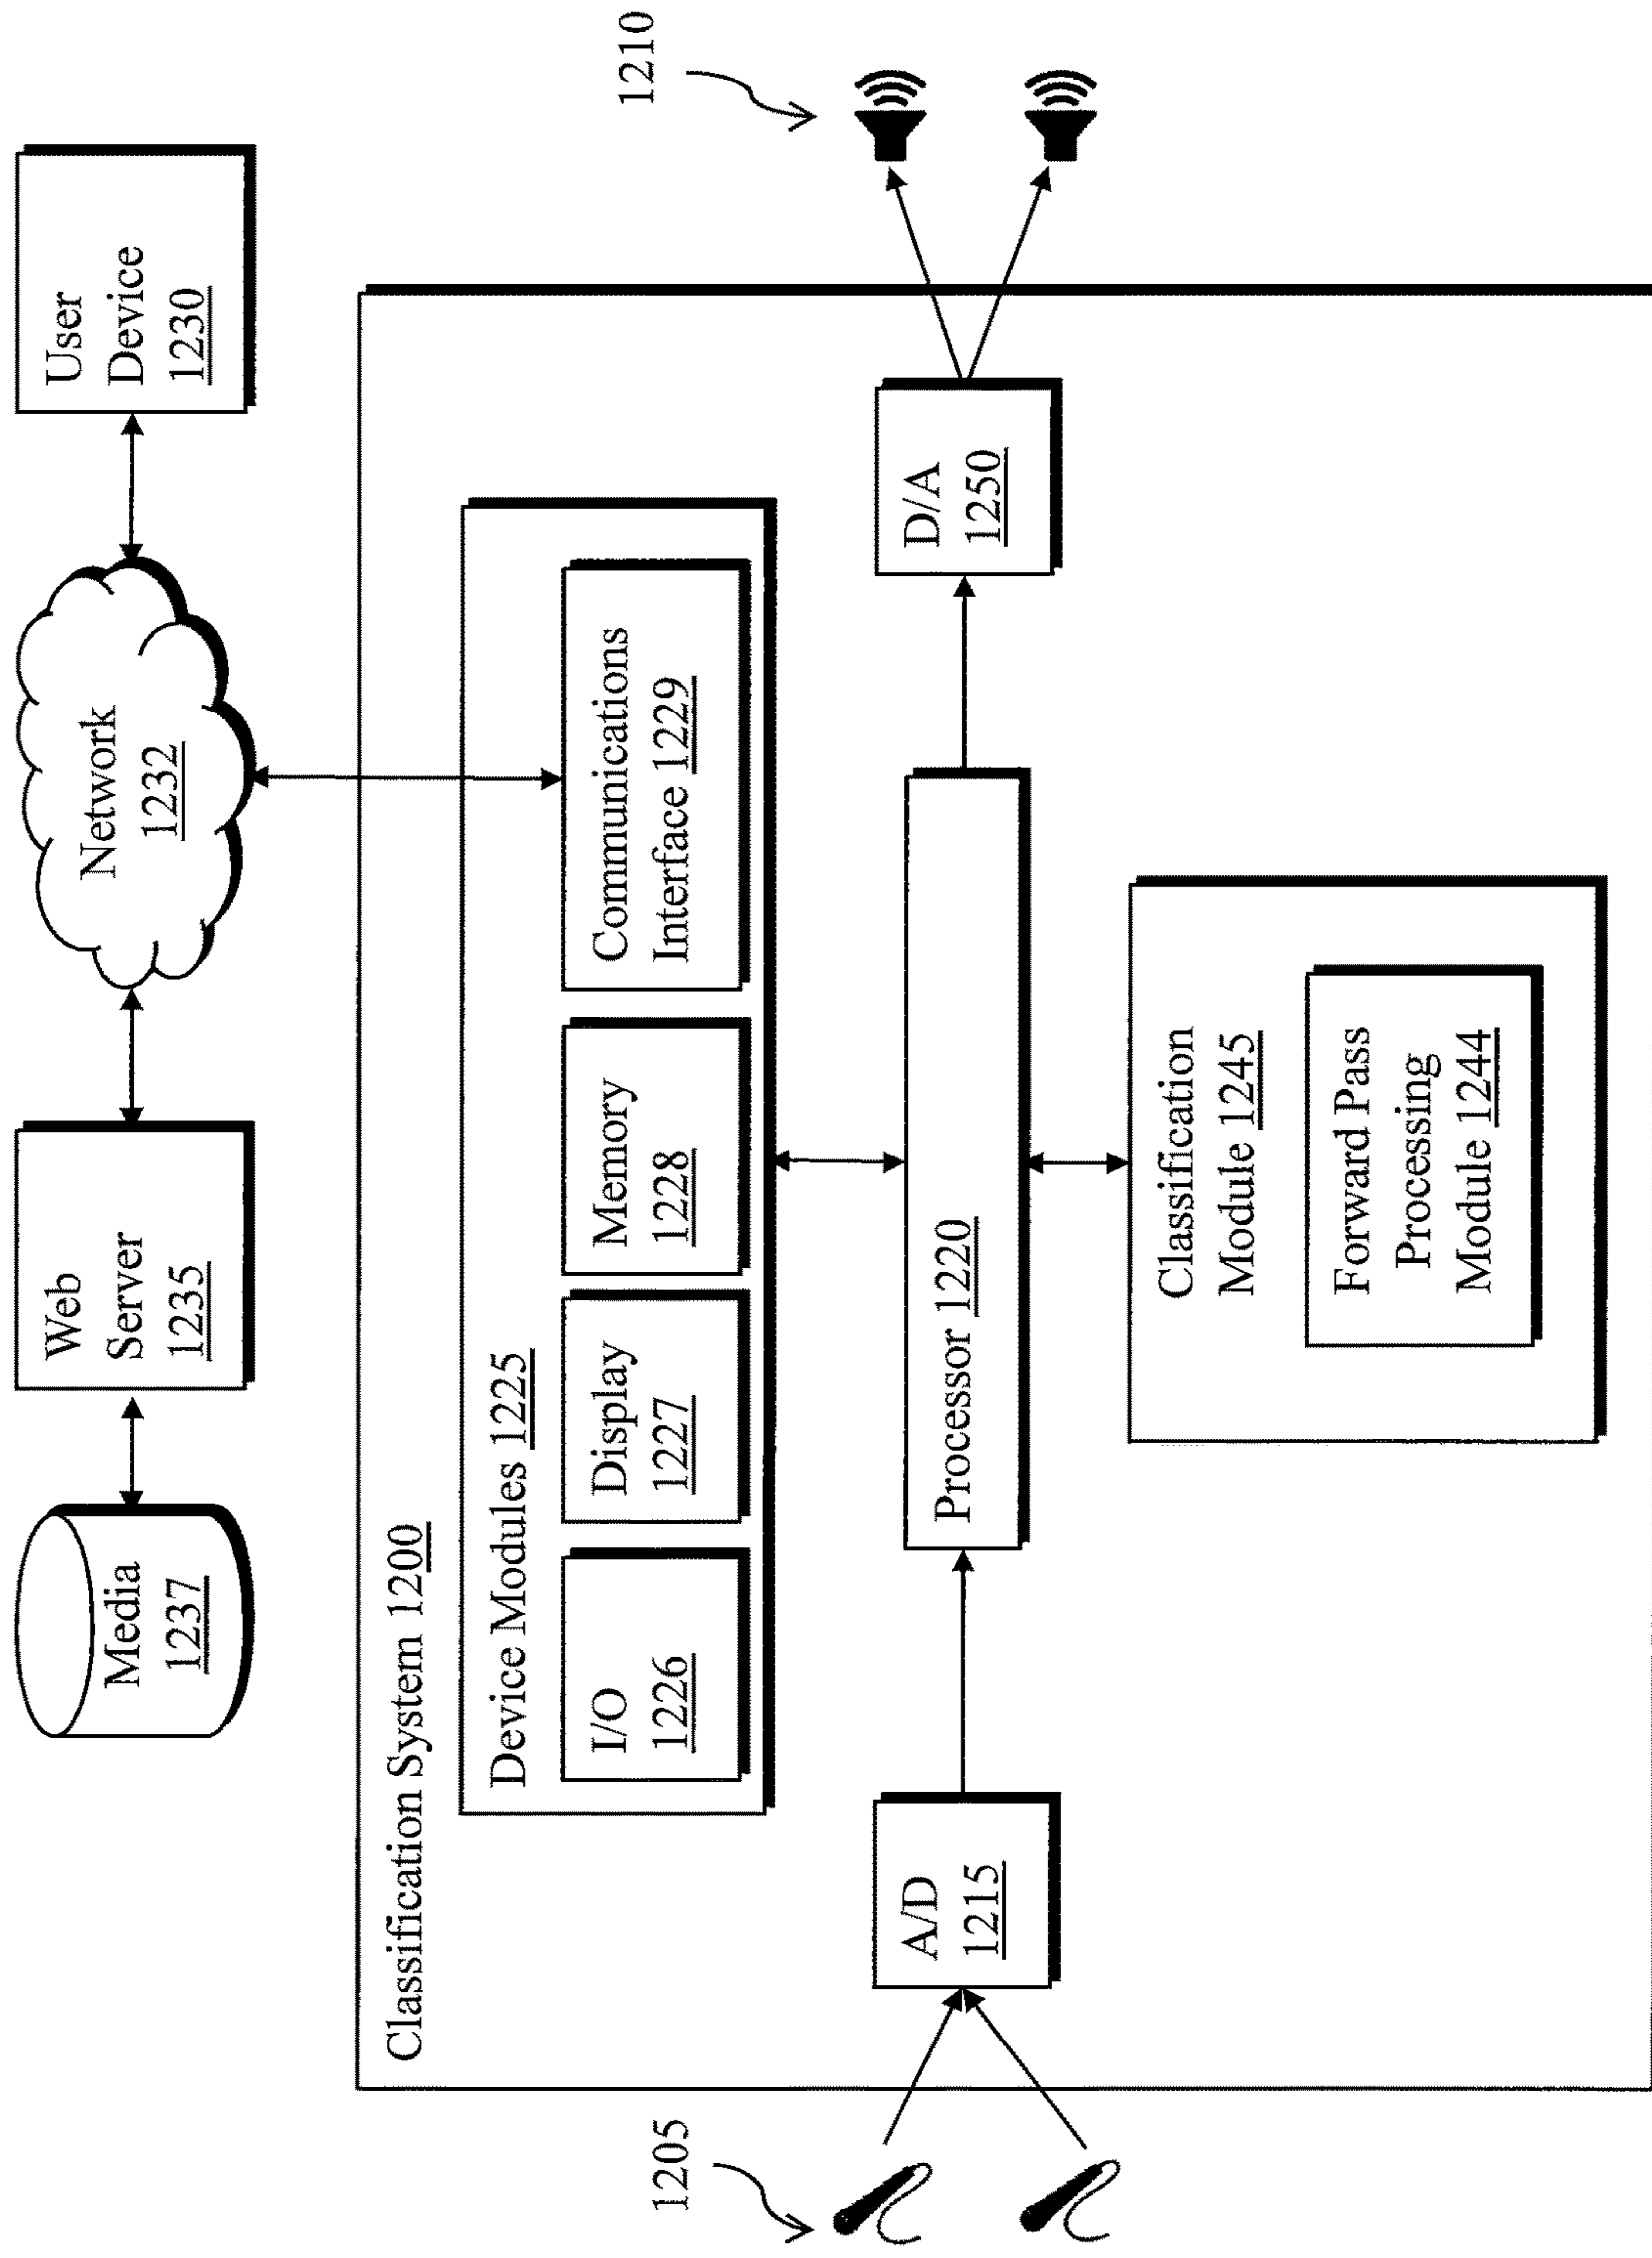 Media
1237
Web
Server
1235
Network
1232
User
Device
1230
Classification System 1200
Device Modules 1225
I/O
1226
Display
1227
Memory
1228
Communications
Interface 1229
1205
A/D
1215
Processor 1220
D/A
1250
1210
Classification
Module 1245
Forward Pass
Processing
Module 1244